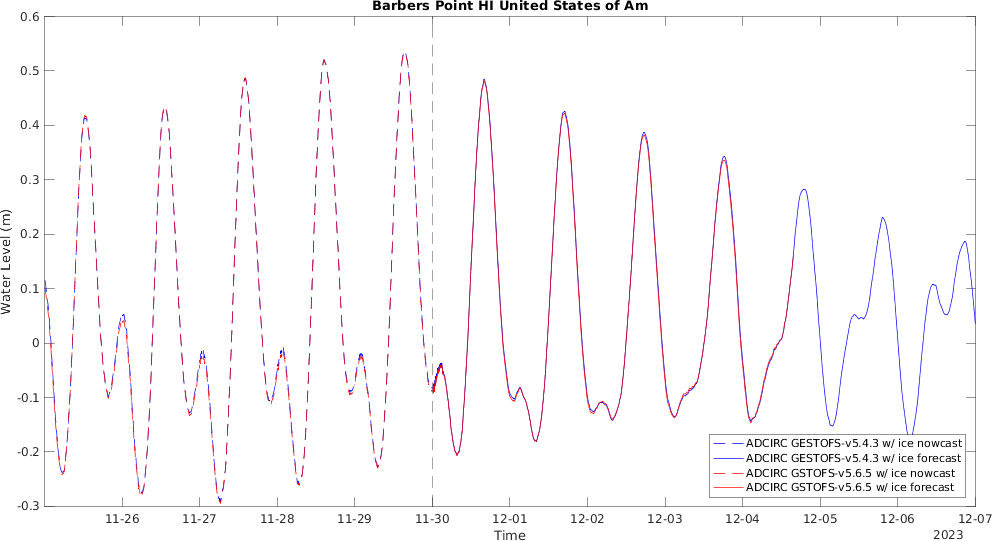 Barbers Point HI United States of Am
0.6
0.5
0.4
0.3
0.2
0.1
0
-0.1
-0.2
-0.3
Water Level (m)
11-26 11-27 11-28 11-29 11-30 12-01 12-02 12-03 12-04 12-05 12-06 12-07
Time
2023
ADCIRC GESTOFS-v5.4.3 w/ ice nowcast
ADCIRC GESTOFS-v5.4.3 w/ ice forecast
ADCIRC GSTOFS-v5.6.5 w/ ice nowcast
ADCIRC GSTOFS-v5.6.5 w/ ice forecast